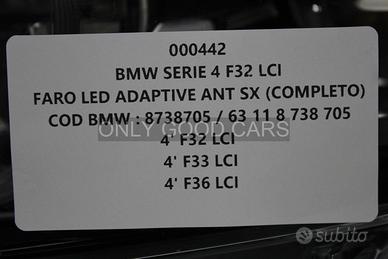 000442
BMW SERIE 4 F32 LCI
FARO LED ADAPTIVE ANT SX (COMPLETO)
COD BMW : 8738705 / 63 11 8 738 705
ONLY GOOD CARS
4' F32 LCI
4' F33 LCI
4' F36 LCI
subito